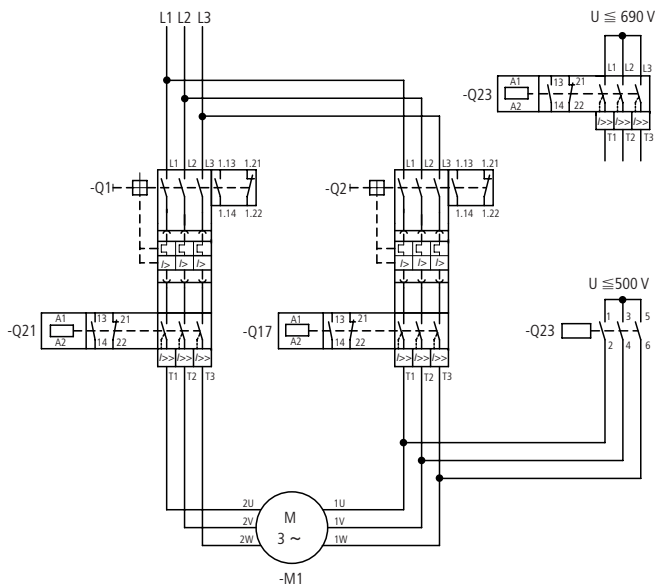 L1 L2 L3
U ≦ 690 V
L1 L2 L3
-Q23 A1 13 21
A2 14 22
I>> I>> I>>
T1 T2 T3
L1 L2 L3 1.13 1.21
-Q1
1.14 1.22
I> I> I>
L1 L2 L3 1.13 1.21
-Q2
1.14 1.22
I> I> I>
-Q21 A1 13 21
A2 14 22
I>> I>> I>>
T1 T2 T3
-Q17 A1 13 21
A2 14 22
I>> I>> I>>
T1 T2 T3
U ≦500 V
1 3 5
-Q23
2 4 6
2U 1U
2V M 1V
3 ~
2W 1W
-M1